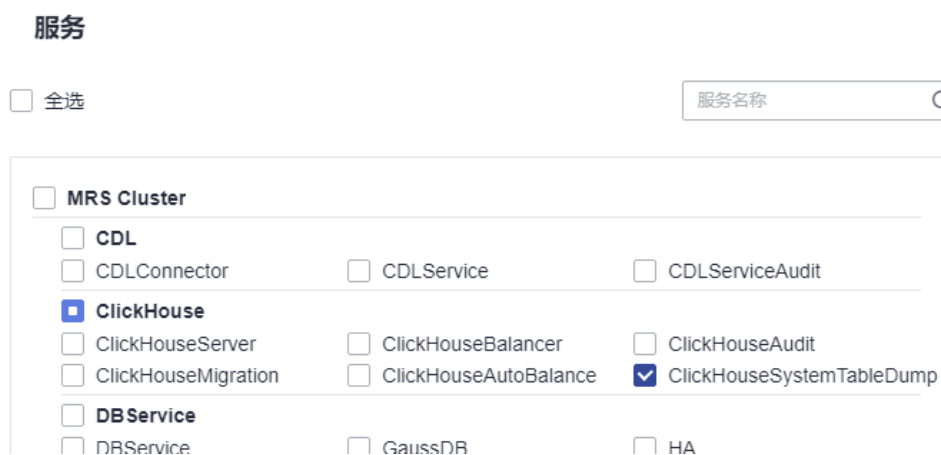 服务
全选 服务名称
MRS Cluster
CDL
CDLConnector CDLService CDLServiceAudit
ClickHouse
ClickHouseServer ClickHouseBalancer ClickHouseAudit
ClickHouseMigration ClickHouseAutoBalance ClickHouseSystemTableDump
DBService
DBService GaussDB HA